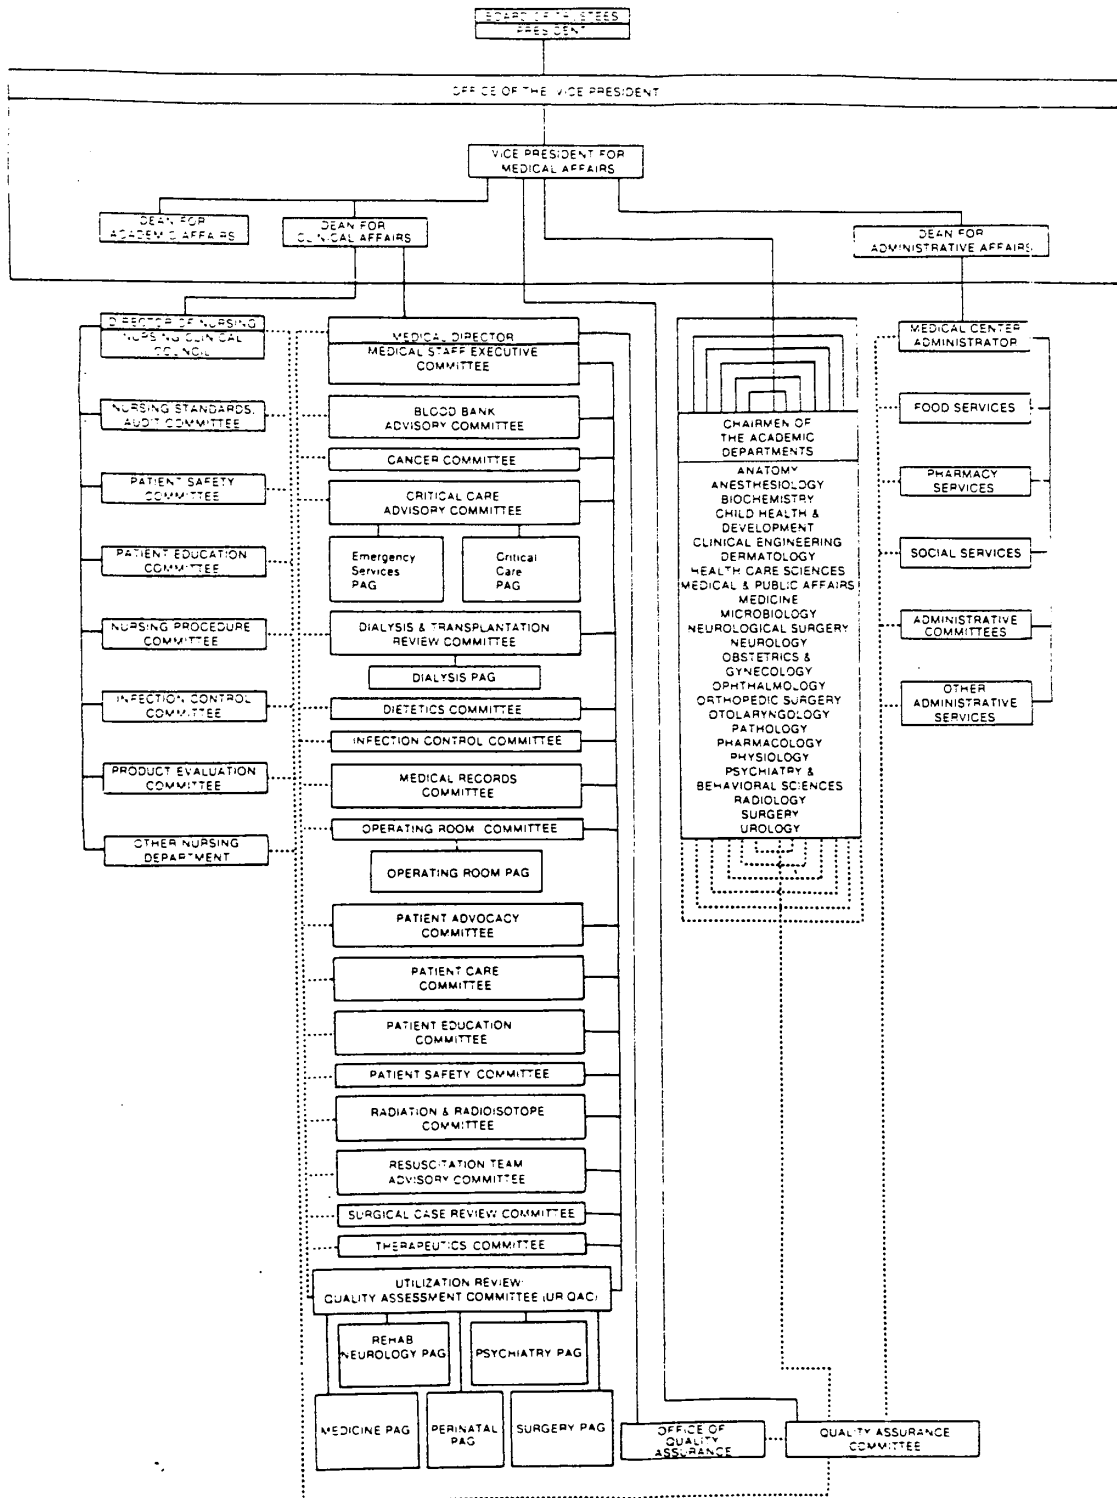 BOARD OF TRUSTEES
PRESIDENT
OFFICE OF THE VICE PRESIDENT
VICE PRESIDENT FOR
MEDICAL AFFAIRS
DEAN FOR
ACADEMIC AFFAIRS
DEAN FOR
CLINICAL AFFAIRS
DEAN FOR
ADMINISTRATIVE AFFAIRS
DIRECTOR OF NURSING
NURSING CLINICAL
COUNCIL
NURSING STANDARDS,
AUDIT COMMITTEE
PATIENT SAFETY
COMMITTEE
PATIENT EDUCATION
COMMITTEE
NURSING PROCEDURE
COMMITTEE
INFECTION CONTROL
COMMITTEE
PRODUCT EVALUATION
COMMITTEE
OTHER NURSING
DEPARTMENT
MEDICAL DIRECTOR
MEDICAL STAFF EXECUTIVE
COMMITTEE
BLOOD BANK
ADVISORY COMMITTEE
CANCER COMMITTEE
CRITICAL CARE
ADVISORY COMMITTEE
Emergency
Services
PAG
Critical
Care
PAG
DIALYSIS & TRANSPLANTATION
REVIEW COMMITTEE
DIALYSIS PAG
DIETETICS COMMITTEE
INFECTION CONTROL COMMITTEE
MEDICAL RECORDS
COMMITTEE
OPERATING ROOM COMMITTEE
OPERATING ROOM PAG
PATIENT ADVOCACY
COMMITTEE
PATIENT CARE
COMMITTEE
PATIENT EDUCATION
COMMITTEE
PATIENT SAFETY COMMITTEE
RADIATION & RADIOISOTOPE
COMMITTEE
RESUSCITATION TEAM
ADVISORY COMMITTEE
SURGICAL CASE REVIEW COMMITTEE
THERAPEUTICS COMMITTEE
UTILIZATION REVIEW:
QUALITY ASSESSMENT COMMITTEE (UR QAC)
REHAB
NEUROLOGY PAG
PSYCHIATRY PAG
MEDICINE PAG
PERINATAL
PAG
SURGERY PAG
CHAIRMEN OF
THE ACADEMIC
DEPARTMENTS
ANATOMY
ANESTHESIOLOGY
BIOCHEMISTRY
CHILD HEALTH &
DEVELOPMENT
CLINICAL ENGINEERING
DERMATOLOGY
HEALTH CARE SCIENCES
MEDICAL & PUBLIC AFFAIRS
MEDICINE
MICROBIOLOGY
NEUROLOGICAL SURGERY
NEUROLOGY
OBSTETRICS &
GYNECOLOGY
OPHTHALMOLOGY
ORTHOPEDIC SURGERY
OTOLARYNGOLOGY
PATHOLOGY
PHARMACOLOGY
PHYSIOLOGY
PSYCHIATRY &
BEHAVIORAL SCIENCES
RADIOLOGY
SURGERY
UROLOGY
MEDICAL CENTER
ADMINISTRATOR
FOOD SERVICES
PHARMACY
SERVICES
SOCIAL SERVICES
ADMINISTRATIVE
COMMITTEES
OTHER
ADMINISTRATIVE
SERVICES
OFFICE OF
QUALITY
ASSURANCE
QUALITY ASSURANCE
COMMITTEE